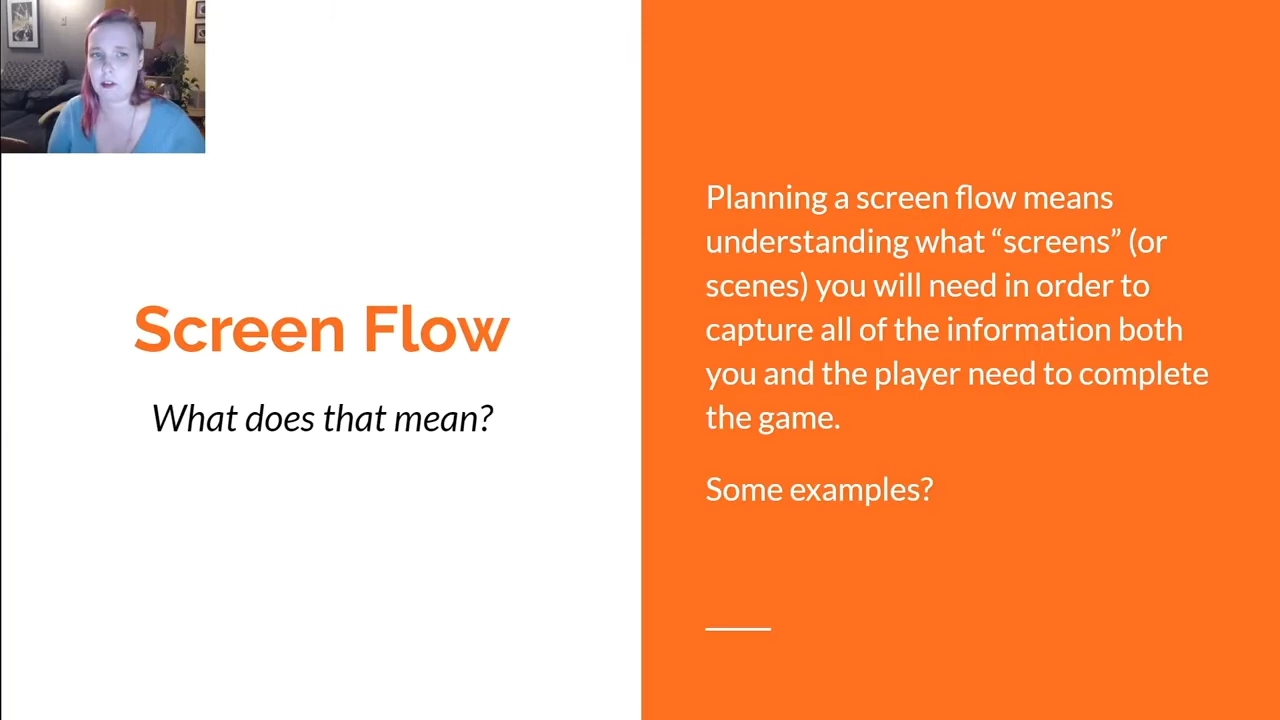 Screen Flow
What does that mean?
Planning a screen flow means
understanding what “screens” (or
scenes) you will need in order to
capture all of the information both
you and the player need to complete
the game.
Some examples?